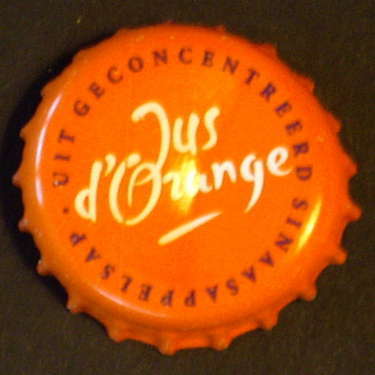 Jus
d'Orange
UIT GECONCENTREERD SINAASAPPELSAP ·